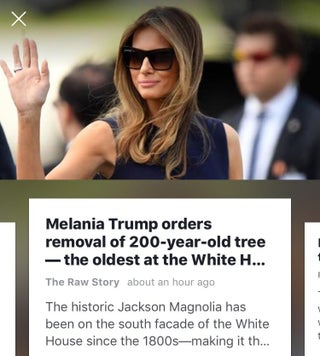 Melania Trump orders
removal of 200-year-old tree
— the oldest at the White H...
The Raw Story about an hour ago
The historic Jackson Magnolia has
been on the south facade of the White
House since the 1800s—making it th...